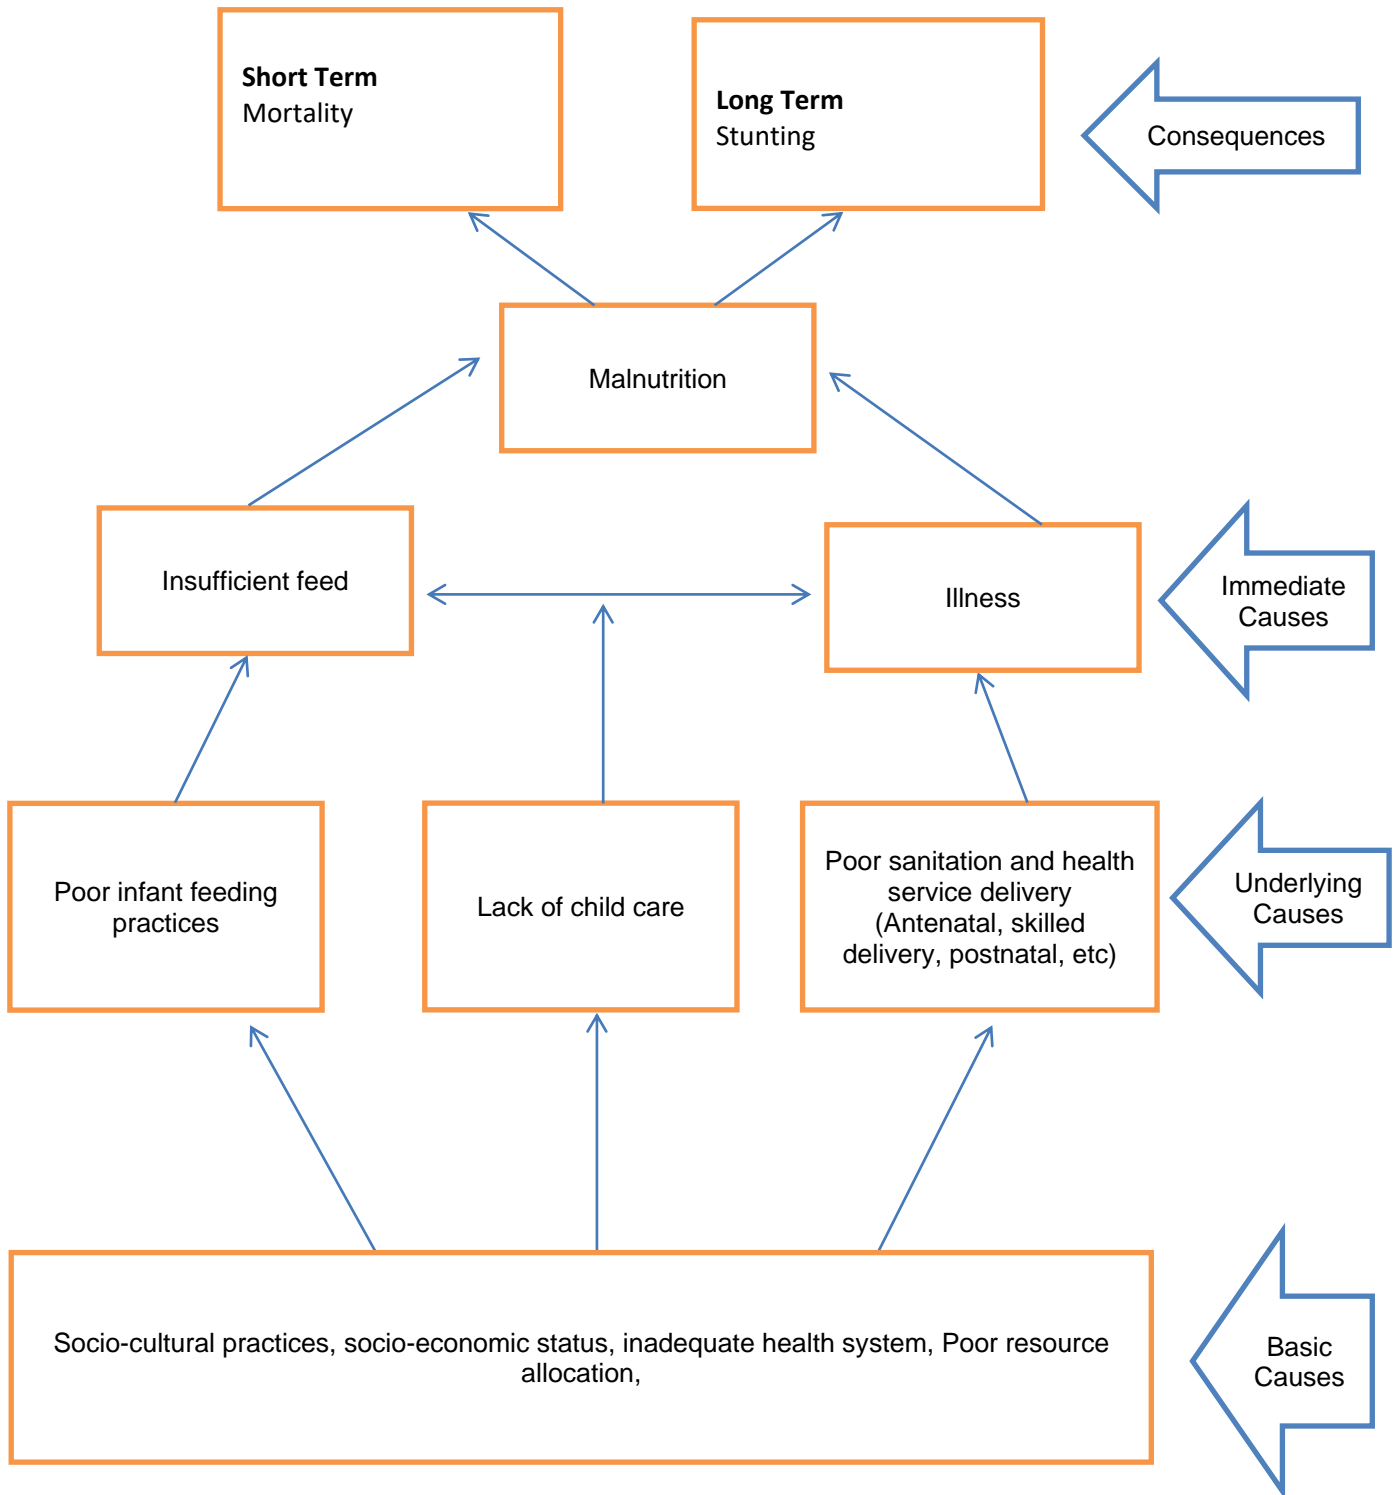 Short Term
Mortality
Long Term
Stunting
Consequences
Malnutrition
Insufficient feed
Illness
Immediate
Causes
Poor infant feeding
practices
Lack of child care
Poor sanitation and health
service delivery
(Antenatal, skilled
delivery, postnatal, etc)
Underlying
Causes
Socio-cultural practices, socio-economic status, inadequate health system, Poor resource
allocation,
Basic
Causes